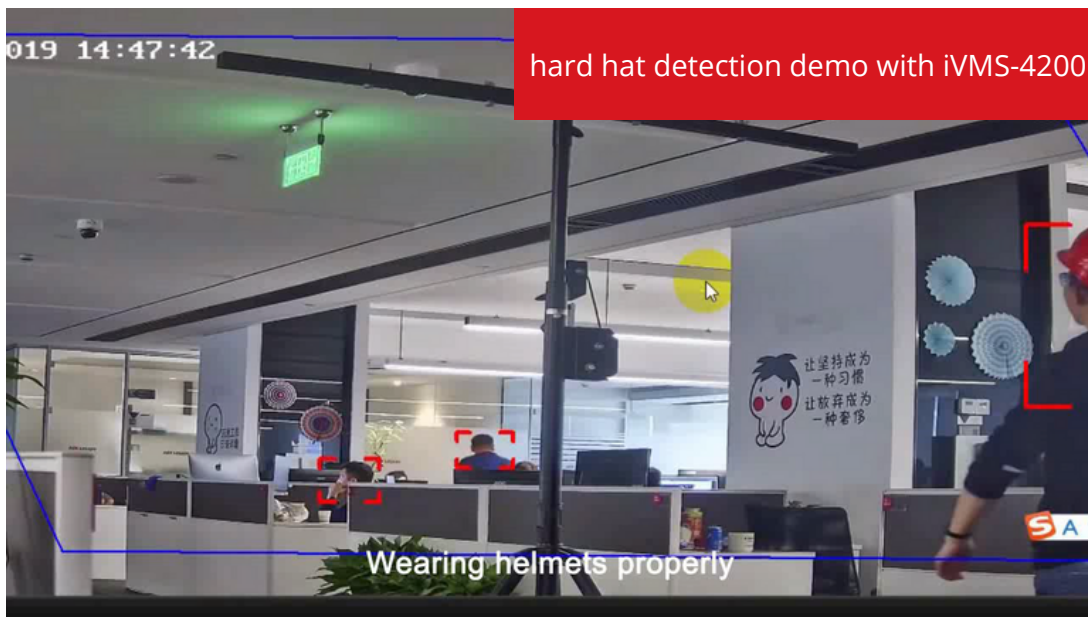 019 14:47:42
hard hat detection demo with iVMS-4200
让坚持成为
一种习惯
让放弃成为
一种奢侈
S A
Wearing helmets properly